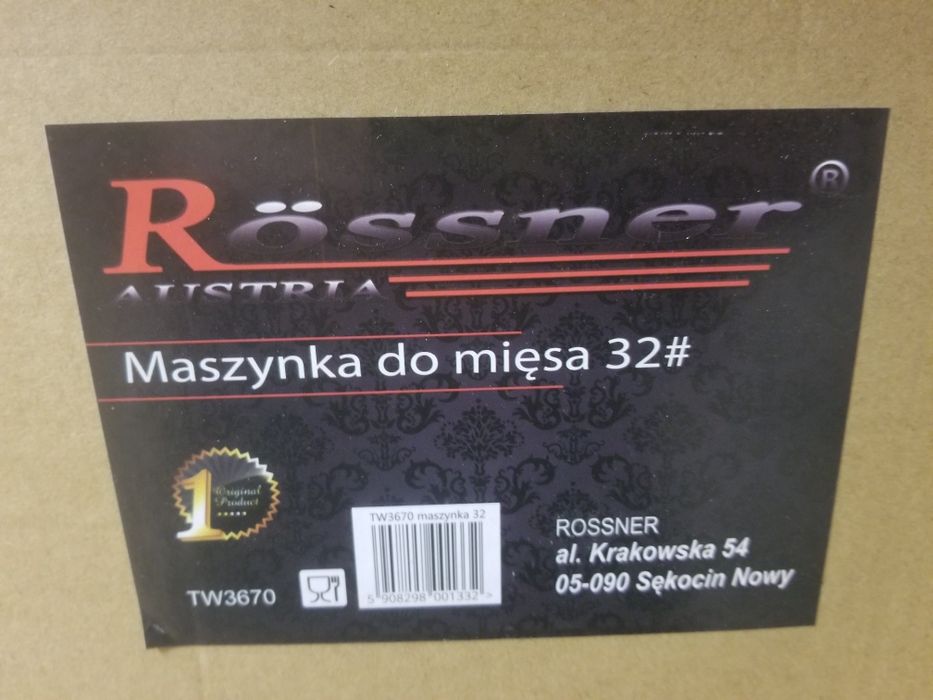 Rössner ®
AUSTRIA
Maszynka do mięsa 32#
1 Original
Product
TW3670 maszynka 32
5 908298 001332 >
TW3670
ROSSNER
al. Krakowska 54
05-090 Sękocin Nowy